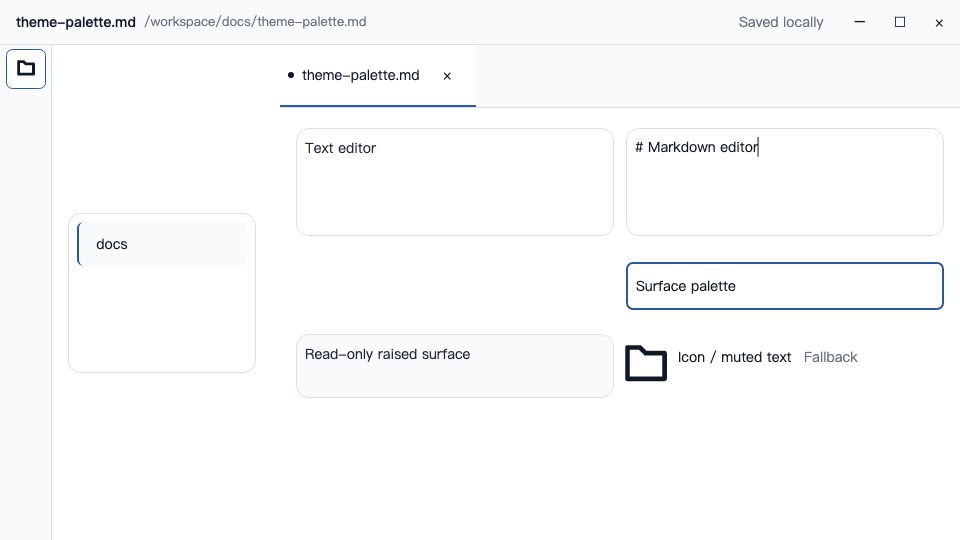 theme-palette.md /workspace/docs/theme-palette.md Saved locally
theme-palette.md
Text editor
# Markdown editor
docs
Surface palette
Read-only raised surface
Icon / muted text Fallback